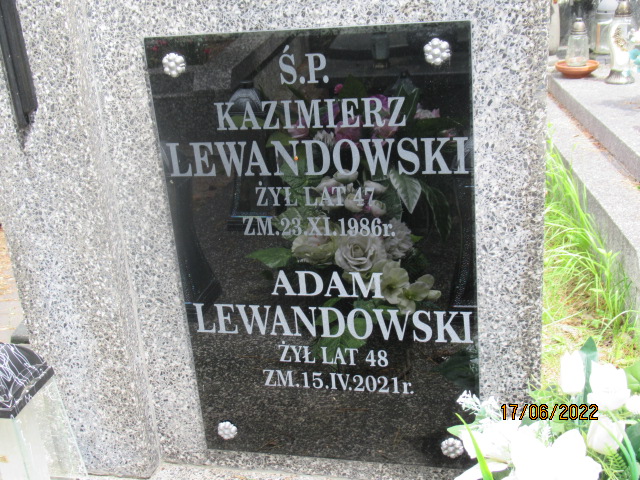 Ś.P.
KAZIMIERZ
LEWANDOWSKI
ŻYŁ LAT 47
ZM.23.XI.1986r.
ADAM
LEWANDOWSKI
ŻYŁ LAT 48
ZM.15.IV.2021r.
17/06/2022